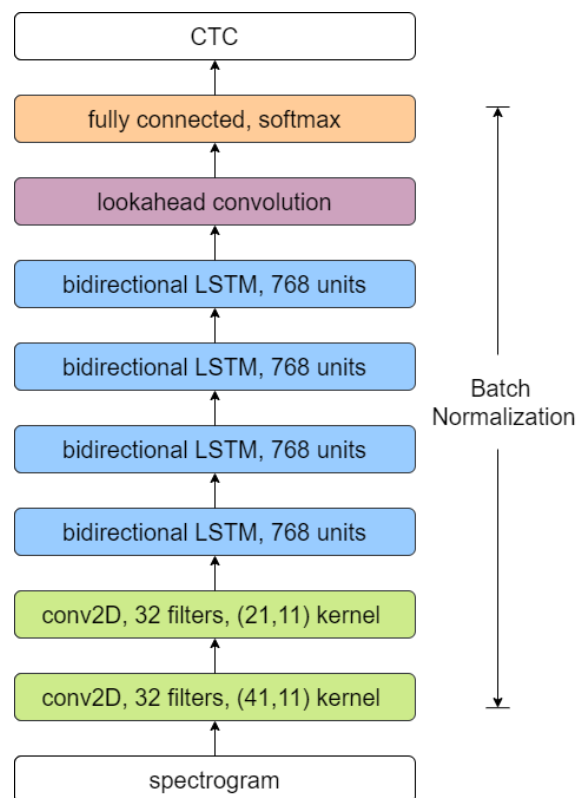 CTC
fully connected, softmax
lookahead convolution
bidirectional LSTM, 768 units
bidirectional LSTM, 768 units
bidirectional LSTM, 768 units
bidirectional LSTM, 768 units
conv2D, 32 filters, (21,11) kernel
conv2D, 32 filters, (41,11) kernel
spectrogram
Batch
Normalization